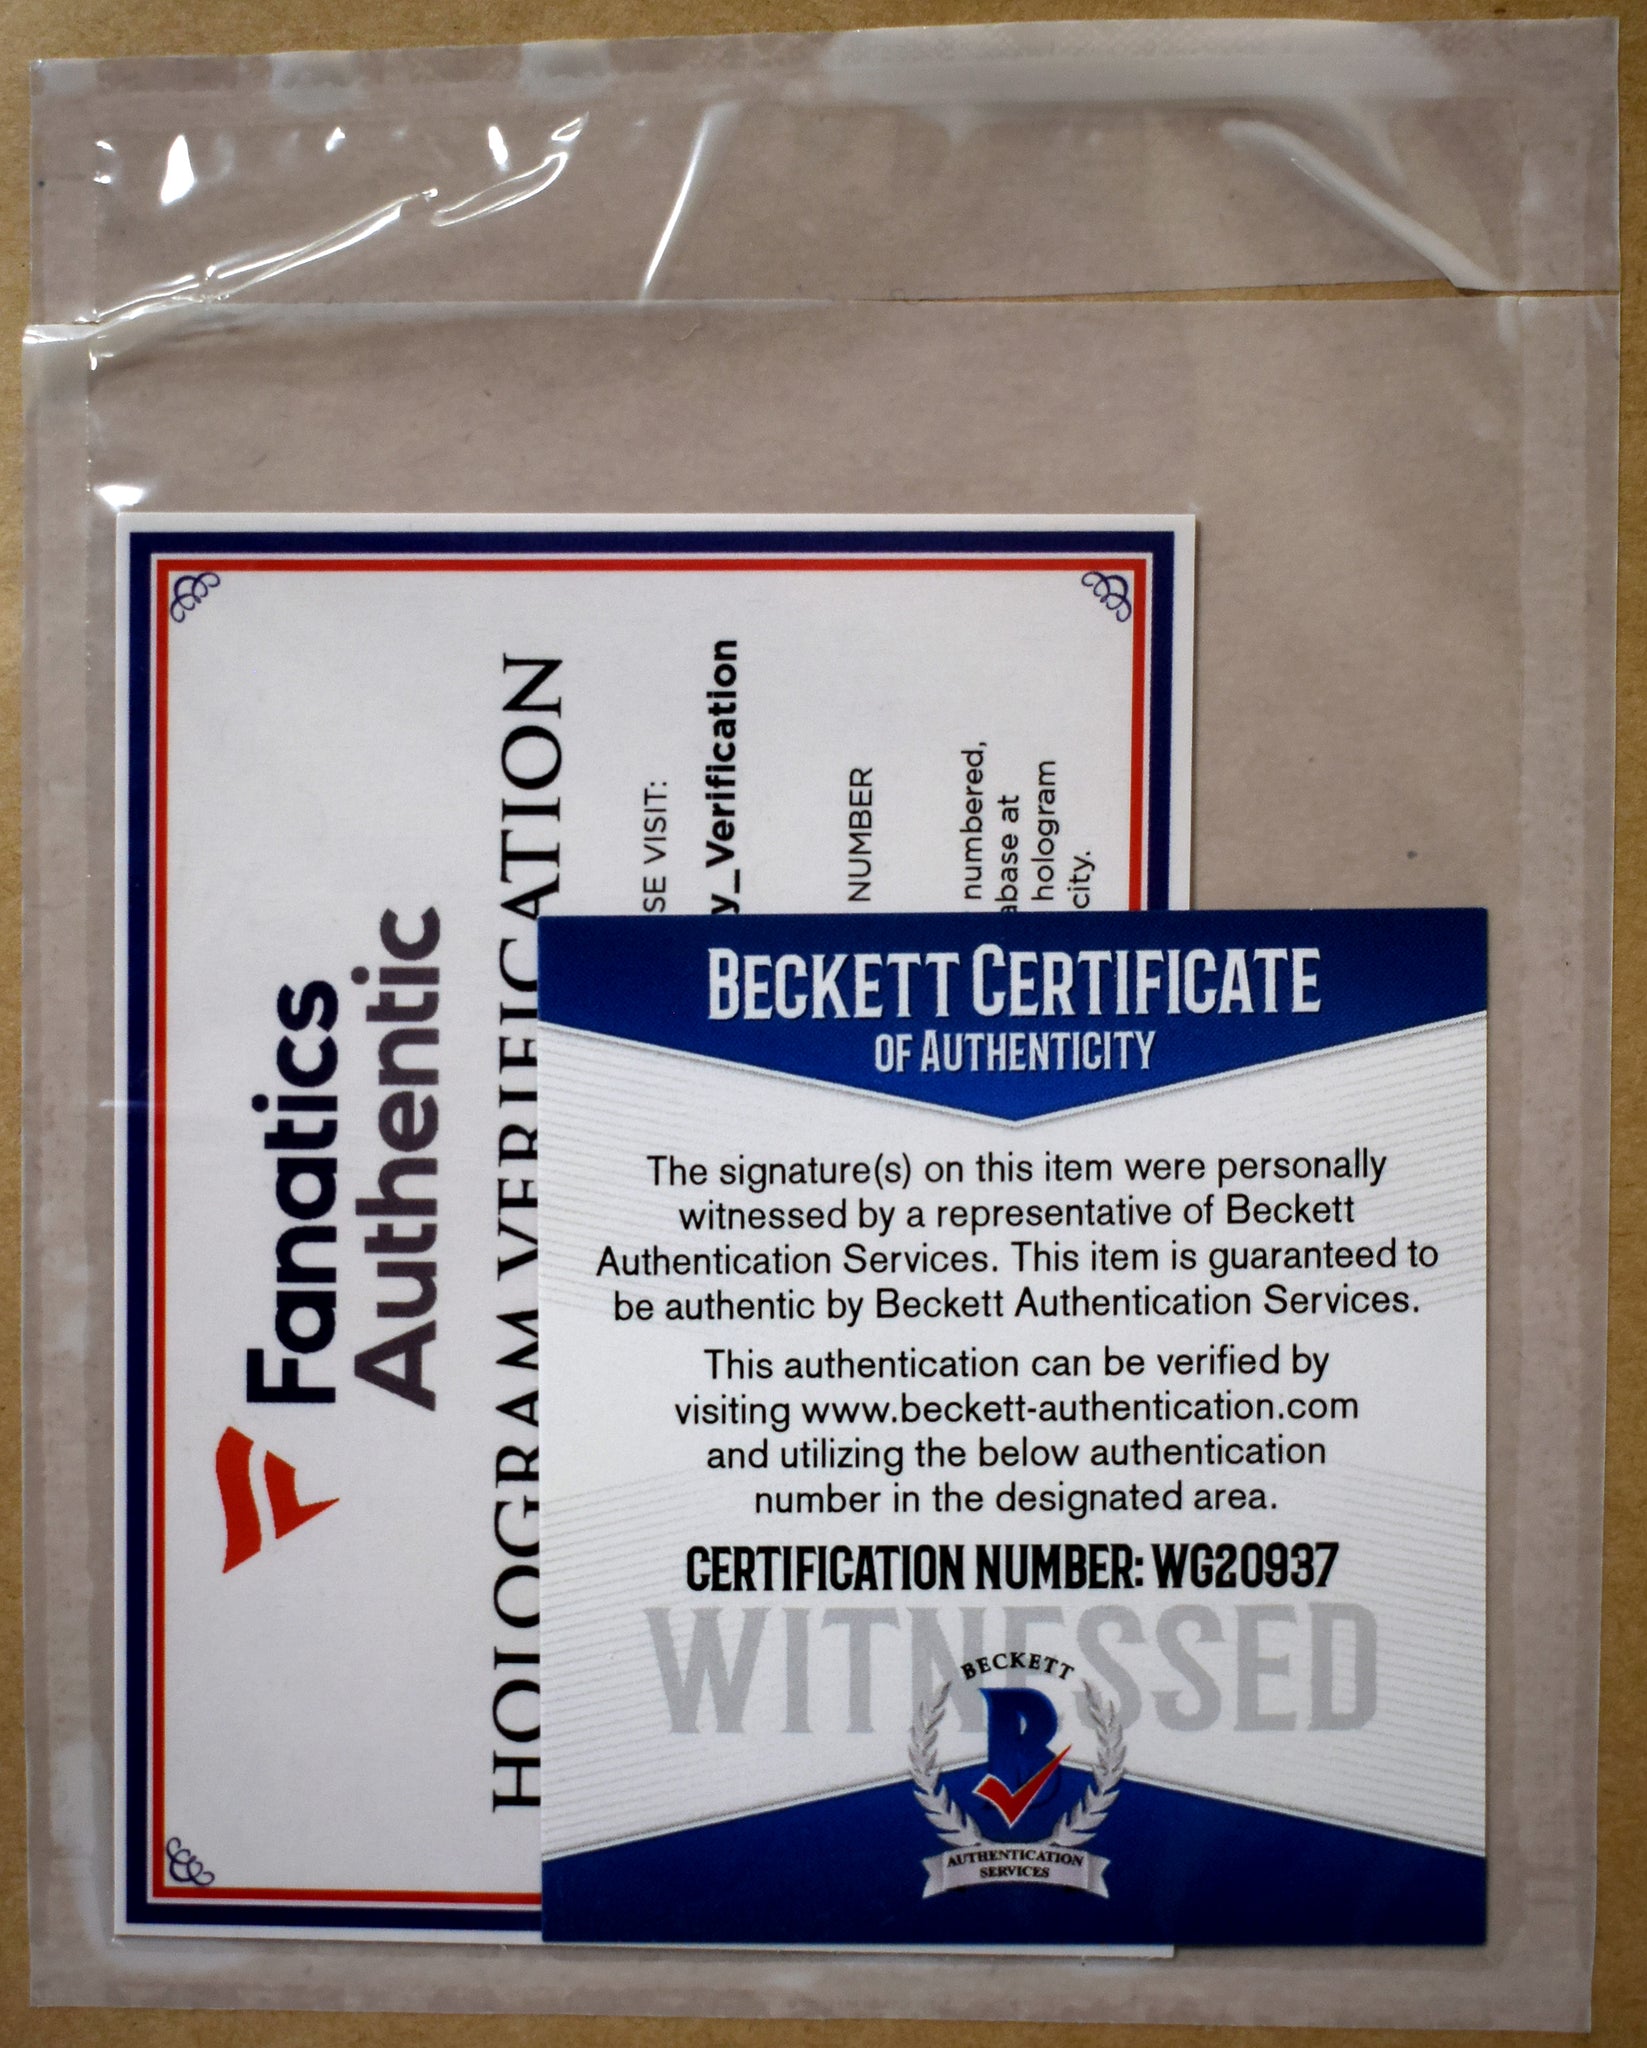 Fanatics
Authentic
HOLOGRAM VERIFICATION
SE VISIT:
y_Verification
NUMBER
numbered,
abase at
hologram
city.
BECKETT CERTIFICATE
OF AUTHENTICITY
The signature(s) on this item were personally
witnessed by a representative of Beckett
Authentication Services. This item is guaranteed to
be authentic by Beckett Authentication Services.
This authentication can be verified by
visiting www.beckett-authentication.com
and utilizing the below authentication
number in the designated area.
CERTIFICATION NUMBER: WG20937
WITNESSED
BECKETT
B
AUTHENTICATION
SERVICES